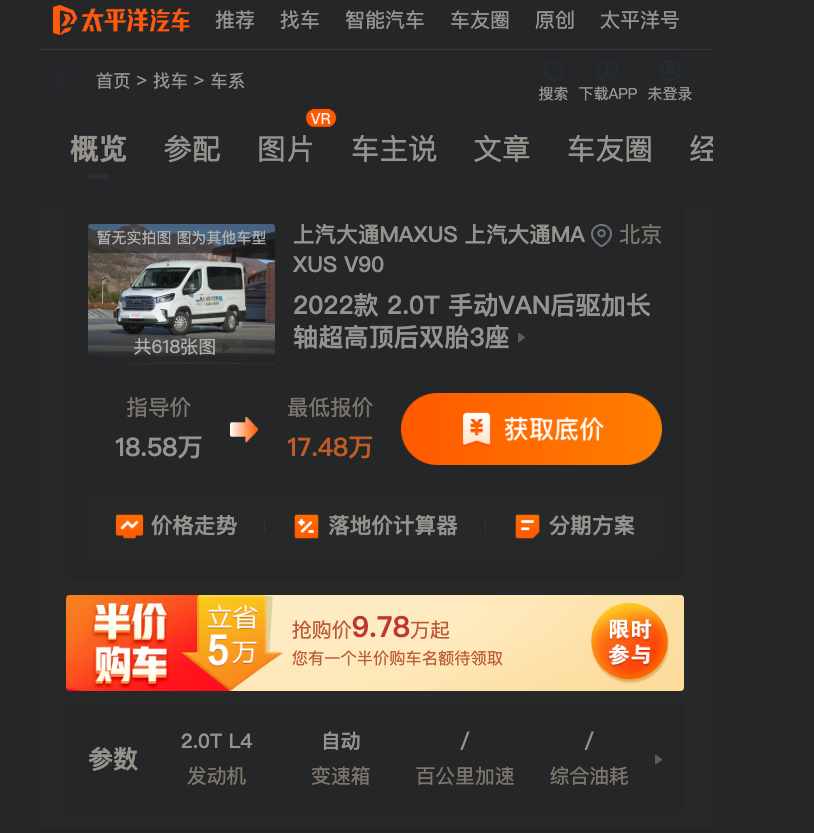 太平洋汽车 推荐 找车 智能汽车 车友圈 原创 太平洋号
首页 > 找车 > 车系
搜索 下载APP 未登录
VR
概览 参配 图片 车主说 文章 车友圈 经
暂无实拍图 图为其他车型
共618张图
上汽大通MAXUS 上汽大通MA 北京
XUS V90
2022款 2.0T 手动VAN后驱加长
轴超高顶后双胎3座
指导价 最低报价
18.58万 17.48万
¥ 获取底价
价格走势 落地价计算器 分期方案
半价
购车
立省
5万
抢购价9.78万起
您有一个半价购车名额待领取
限时
参与
参数
2.0T L4 自动 / /
发动机 变速箱 百公里加速 综合油耗